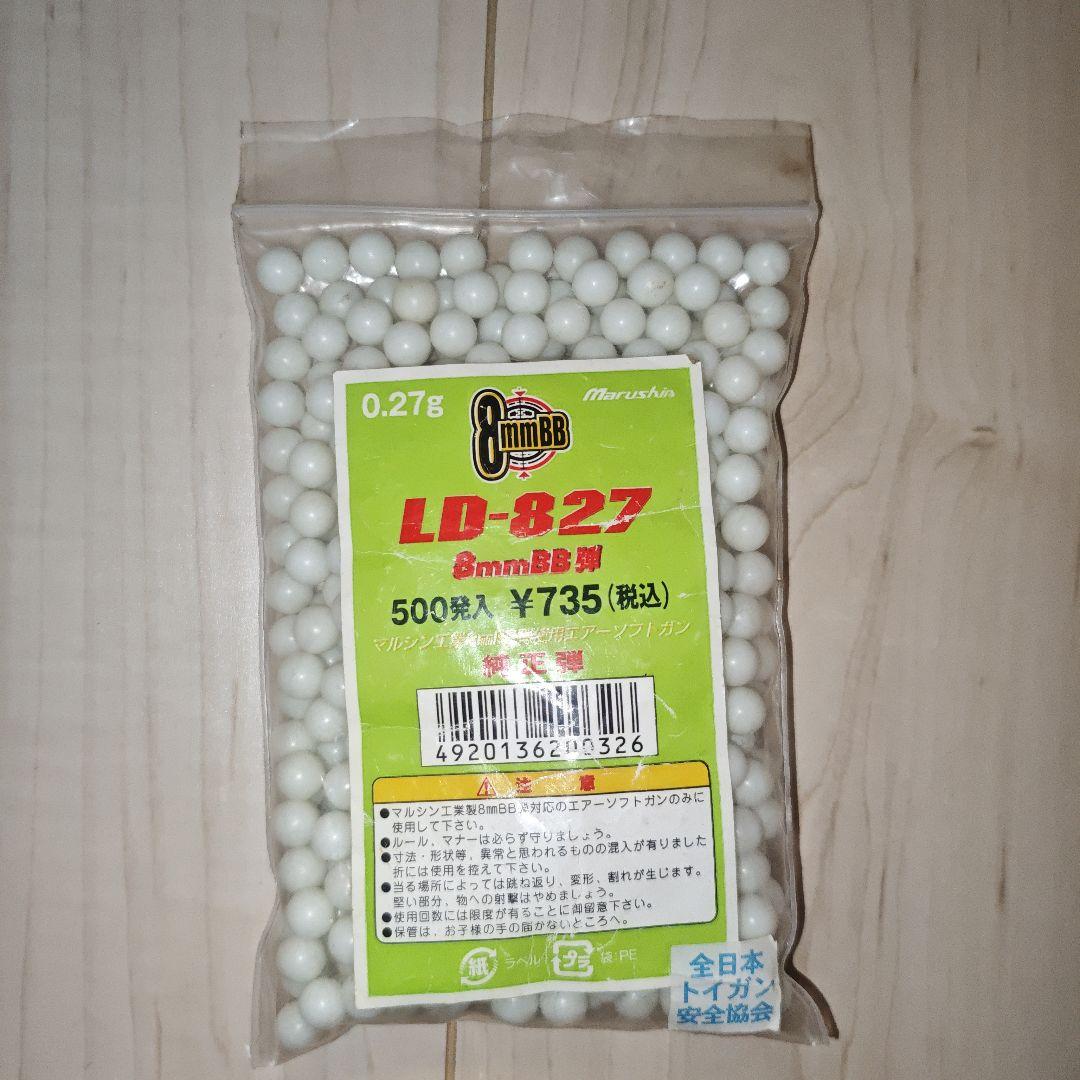 0.27g
8mmBB
Marushin
LD-827
8mmBB弾
500発入 ¥735(税込)
マルシン工業 使用エアーソフトガン
純正弾
4920136200326
⚠ 注意
●マルシン工業製8mmBB弾対応のエアーソフトガンのみに
使用して下さい。
●ルール、マナーは必らず守りましょう。
●寸法・形状等、異常と思われるものの混入が有りました
折には使用を控えて下さい。
●当る場所によっては跳ね返り、変形、割れが生じます。
堅い部分、物への射撃はやめましょう。
●使用回数には限度が有ることに御留意下さい。
●保管は、お子様の手の届かないところへ。
紙 ラベル プラ 袋:PE
全日本
トイガン
安全協会